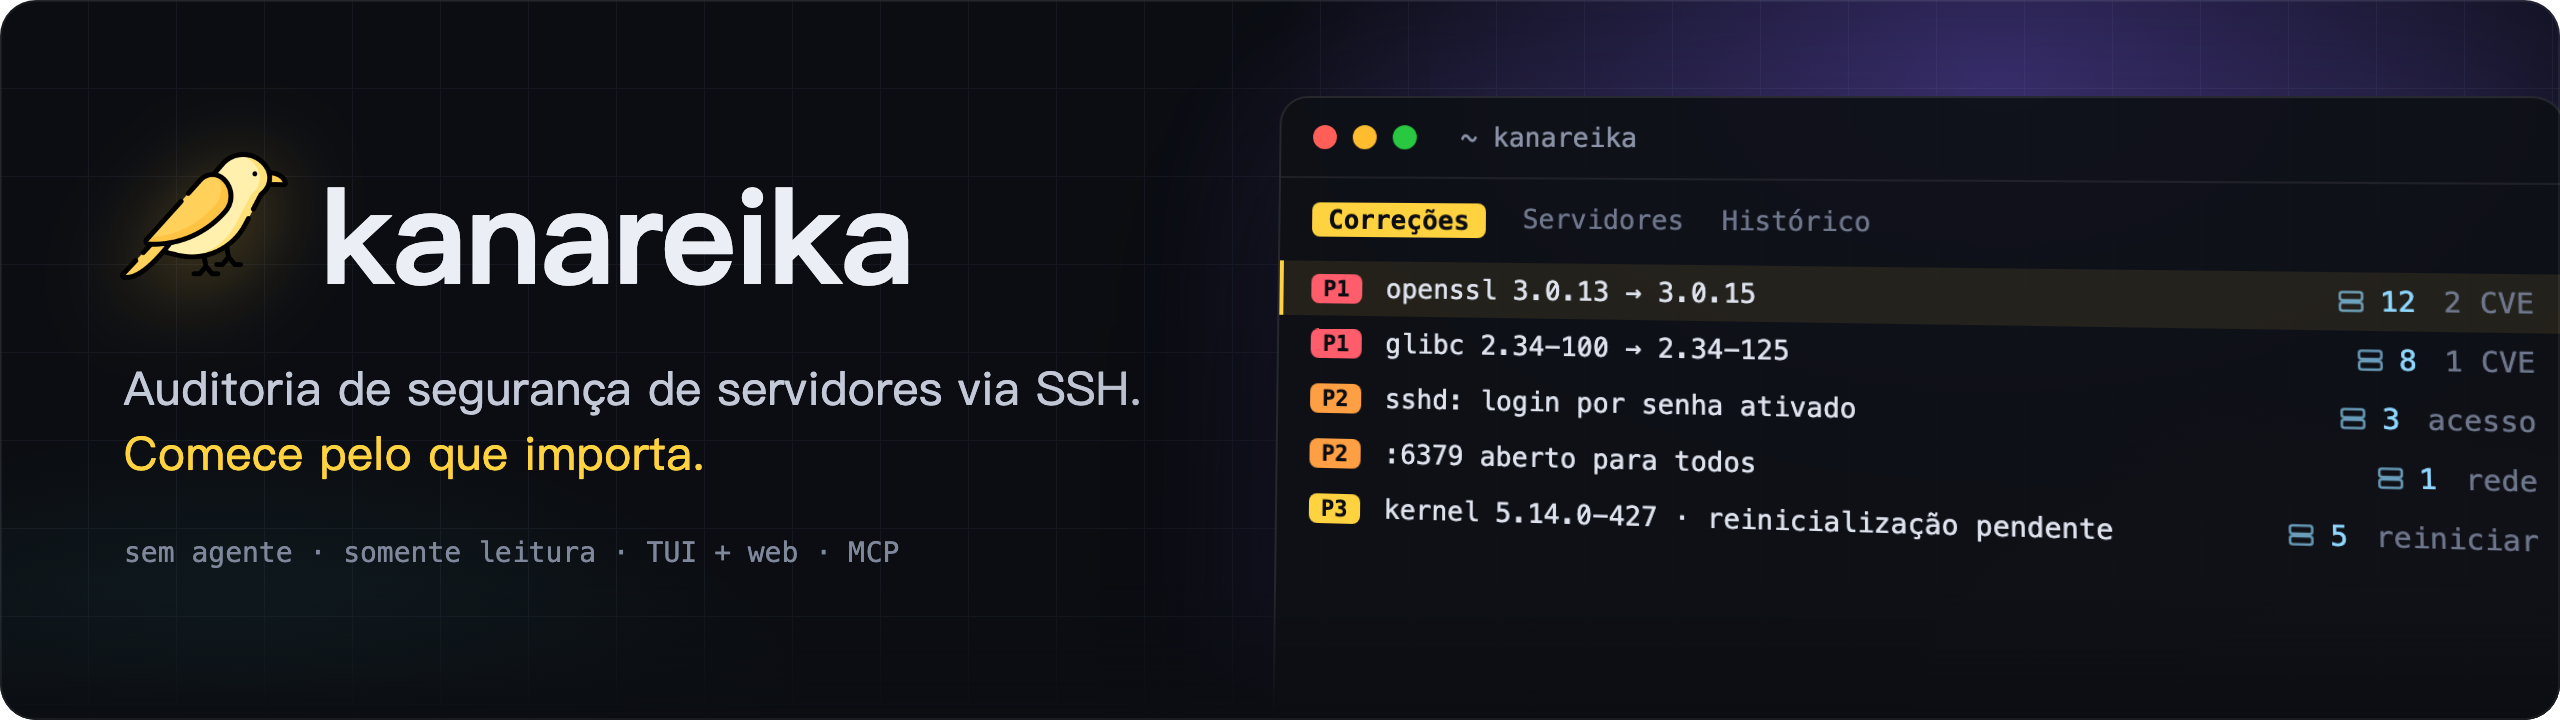 kanareika
Auditoria de segurança de servidores via SSH.
Comece pelo que importa.
sem agente · somente leitura · TUI + web · MCP
~ kanareika
Correções Servidores Histórico
P1 openssl 3.0.13 → 3.0.15 12 2 CVE
P1 glibc 2.34-100 → 2.34-125 8 1 CVE
P2 sshd: login por senha ativado 3 acesso
P2 :6379 aberto para todos 1 rede
P3 kernel 5.14.0-427 · reinicialização pendente 5 reiniciar